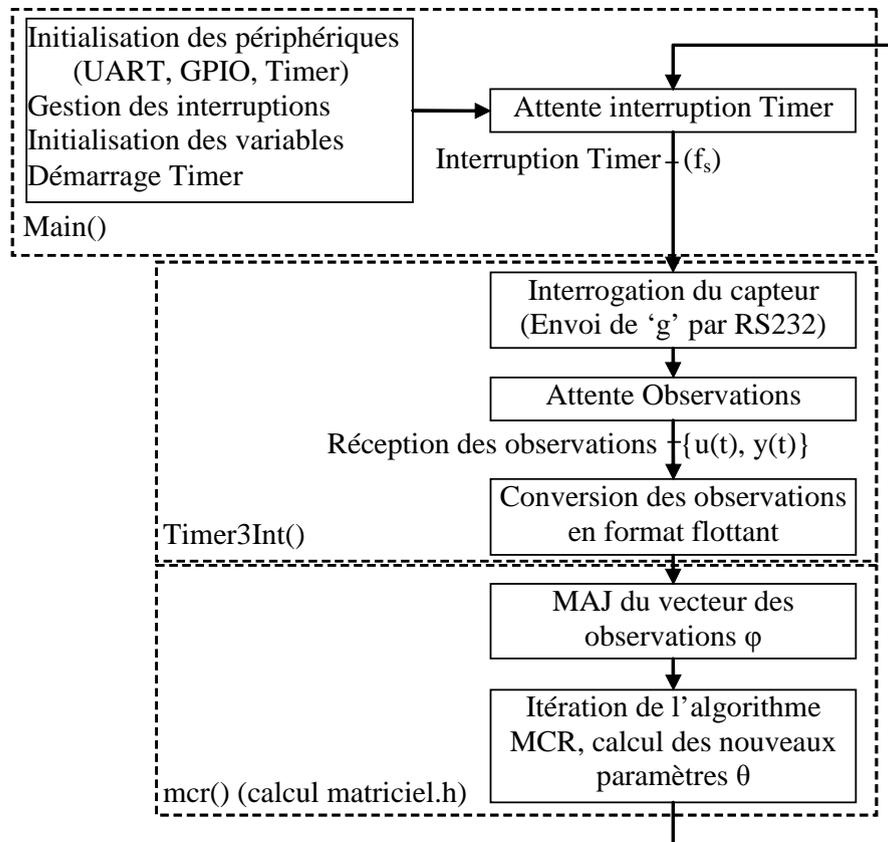 Initialisation des périphériques
(UART, GPIO, Timer)
Gestion des interruptions
Initialisation des variables
Démarrage Timer
Main()
Attente interruption Timer
Interruption Timer (fs)
Interrogation du capteur
(Envoi de ‘g’ par RS232)
Attente Observations
Réception des observations {u(t), y(t)}
Conversion des observations
en format flottant
Timer3Int()
MAJ du vecteur des
observations φ
Itération de l’algorithme
MCR, calcul des nouveaux
paramètres θ
mcr() (calcul matriciel.h)